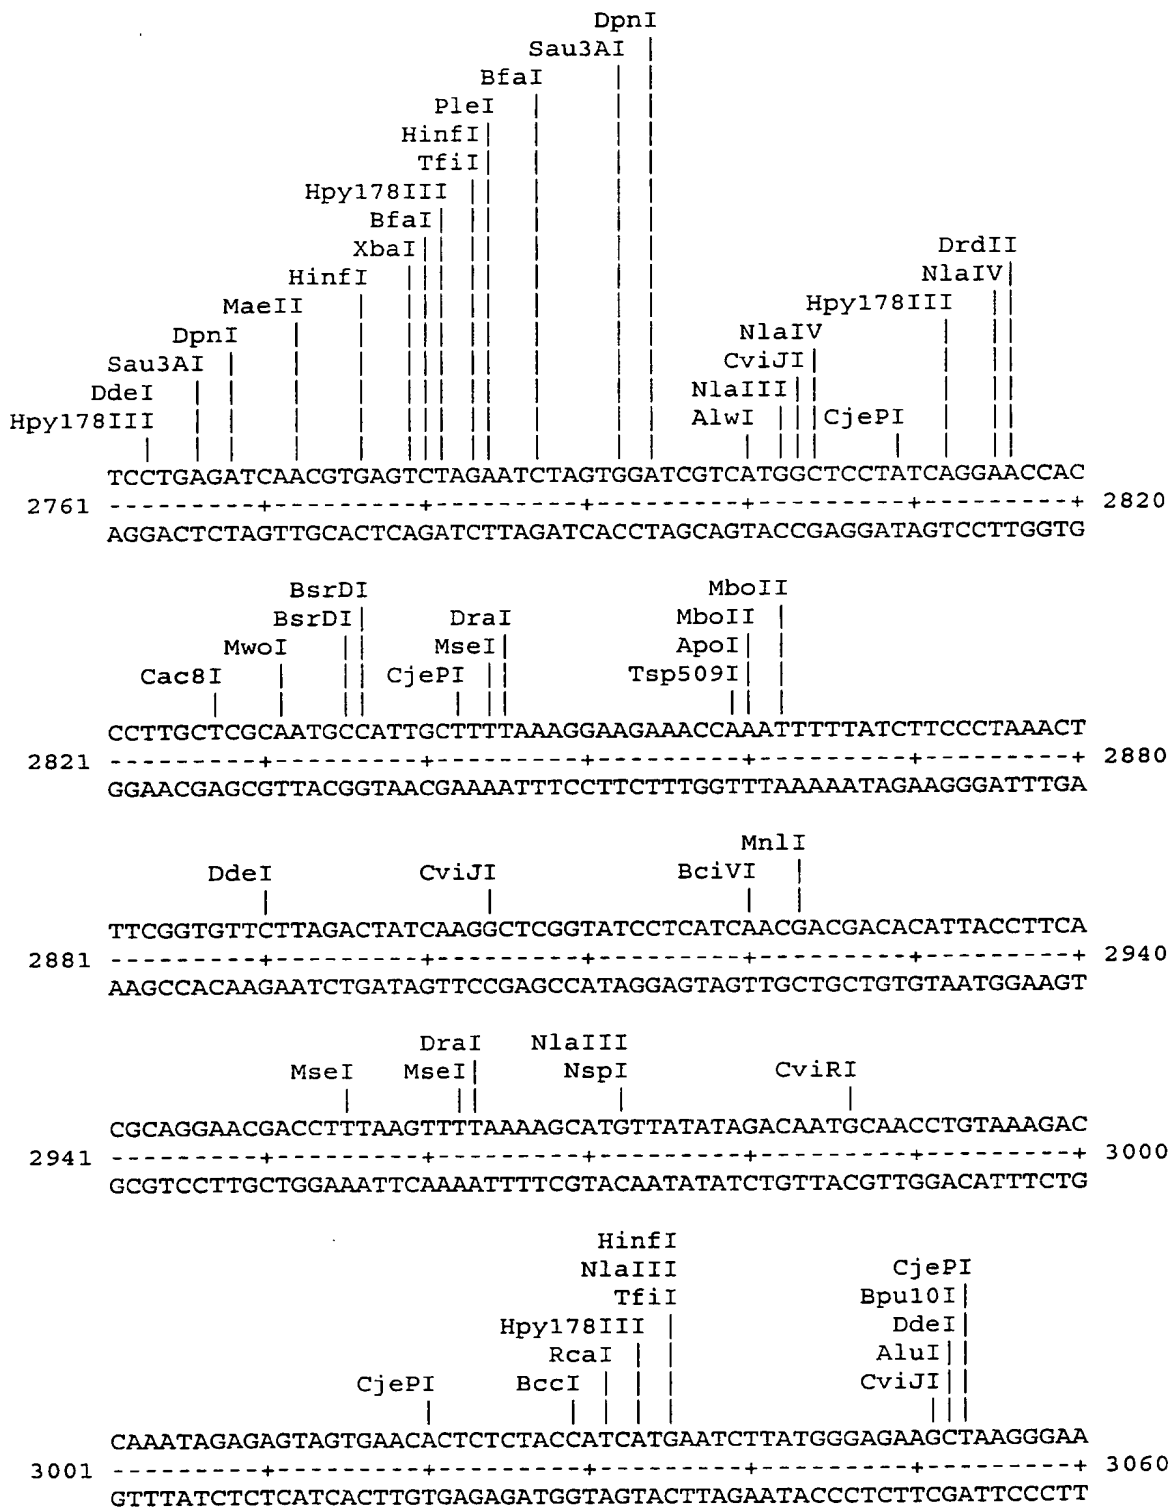 DpnI
Sau3AI
BfaI
PleI
HinfI
TfiI
Hpy178III
BfaI
XbaI DrdII
HinfI NlaIV
MaeII Hpy178III
DpnI NlaIV
Sau3AI CviJI
DdeI NlaIII
Hpy178III AlwI CjePI
TCCTGAGATCAACGTGAGTCTAGAATCTAGTGGATCGTCATGGCTCCTATCAGGAACCAC
2761 ---------+---------+---------+---------+---------+---------+ 2820
AGGACTCTAGTTGCACTCAGATCTTAGATCACCTAGCAGTACCGAGGATAGTCCTTGGTG
BsrDI MboII
BsrDI DraI MboII
MwoI MseI ApoI
Cac8I CjePI Tsp509I
CCTTGCTCGCAATGCCATTGCTTTTAAAGGAAGAAACCAAATTTTTATCTTCCCTAAACT
2821 ---------+---------+---------+---------+---------+---------+ 2880
GGAACGAGCGTTACGGTAACGAAAATTTCCTTCTTTGGTTTAAAAATAGAAGGGATTTGA
MnlI
DdeI CviJI BciVI
TTCGGTGTTCTTAGACTATCAAGGCTCGGTATCCTCATCAACGACGACACATTACCTTCA
2881 ---------+---------+---------+---------+---------+---------+ 2940
AAGCCACAAGAATCTGATAGTTCCGAGCCATAGGAGTAGTTGCTGCTGTGTAATGGAAGT
DraI NlaIII
MseI MseI NspI CviRI
CGCAGGAACGACCTTTAAGTTTTAAAAGCATGTTATATAGACAATGCAACCTGTAAAGAC
2941 ---------+---------+---------+---------+---------+---------+ 3000
GCGTCCTTGCTGGAAATTCAAAATTTTCGTACAATATATCTGTTACGTTGGACATTTCTG
HinfI
NlaIII CjePI
TfiI Bpu10I
Hpy178III DdeI
RcaI AluI
CjePI BccI CviJI
CAAATAGAGAGTAGTGAACACTCTCTACCATCATGAATCTTATGGGAGAAGCTAAGGGAA
3001 ---------+---------+---------+---------+---------+---------+ 3060
GTTTATCTCTCATCACTTGTGAGAGATGGTAGTACTTAGAATACCCTCTTCGATTCCCTT